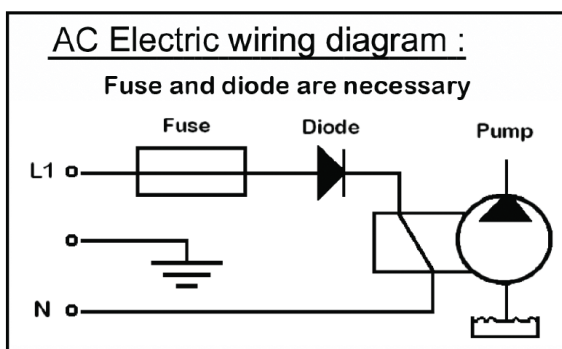 AC Electric wiring diagram :
Fuse and diode are necessary
Fuse Diode Pump
L1
N